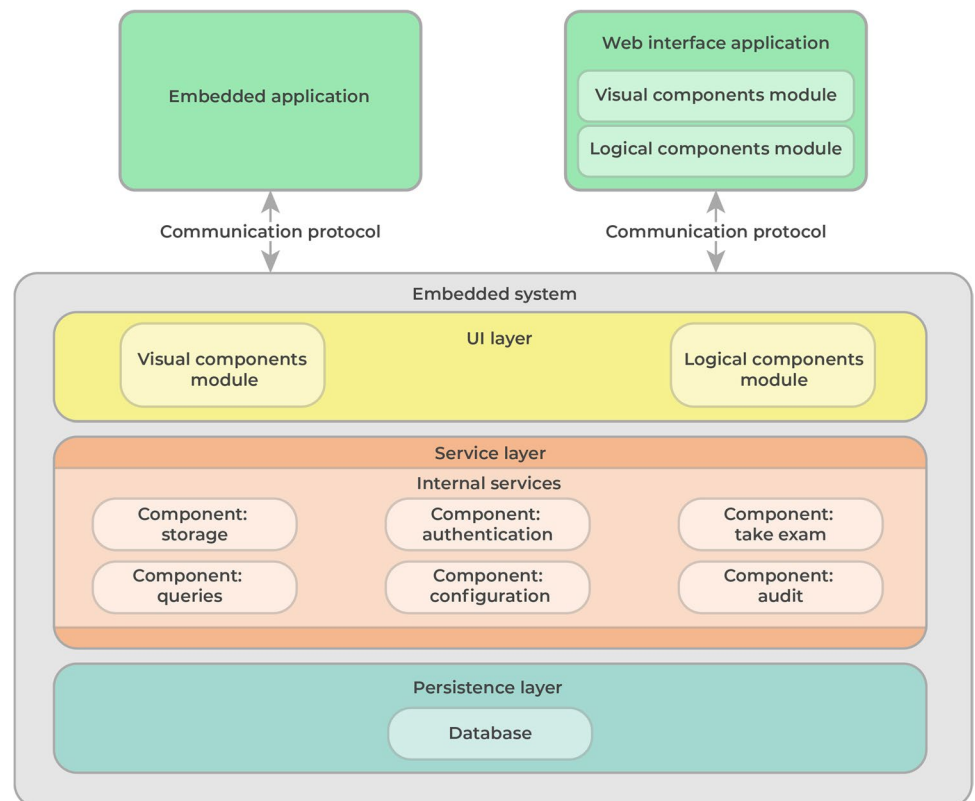 Embedded application
Web interface application
Visual components module
Logical components module
Communication protocol
Communication protocol
Embedded system
UI layer
Visual components
module
Logical components
module
Service layer
Internal services
Component:
storage
Component:
authentication
Component:
take exam
Component:
queries
Component:
configuration
Component:
audit
Persistence layer
Database